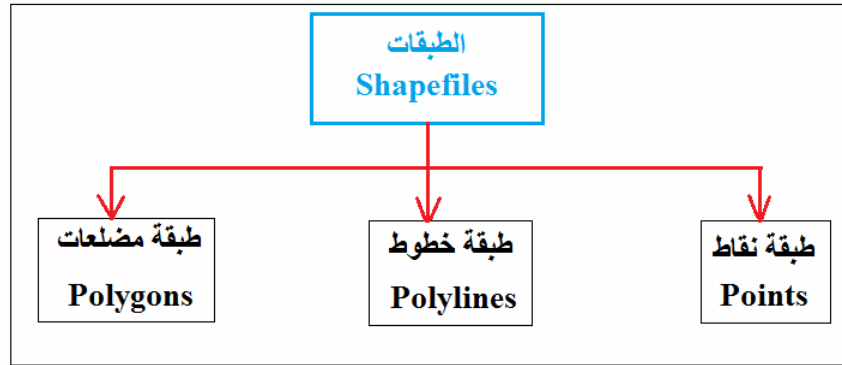 الطبقات
Shapefiles
طبقة نقاط
Points
طبقة خطوط
Polylines
طبقة مضلعات
Polygons